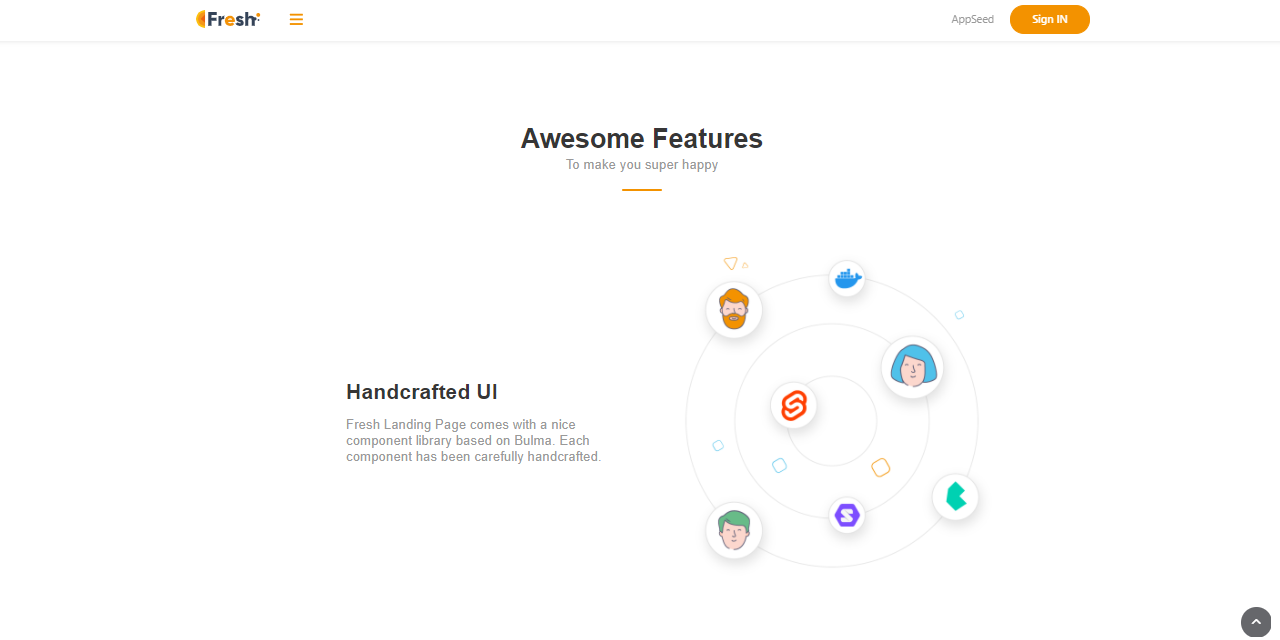 Fresh
AppSeed
Sign IN
Awesome Features
To make you super happy
Handcrafted UI
Fresh Landing Page comes with a nice
component library based on Bulma. Each
component has been carefully handcrafted.